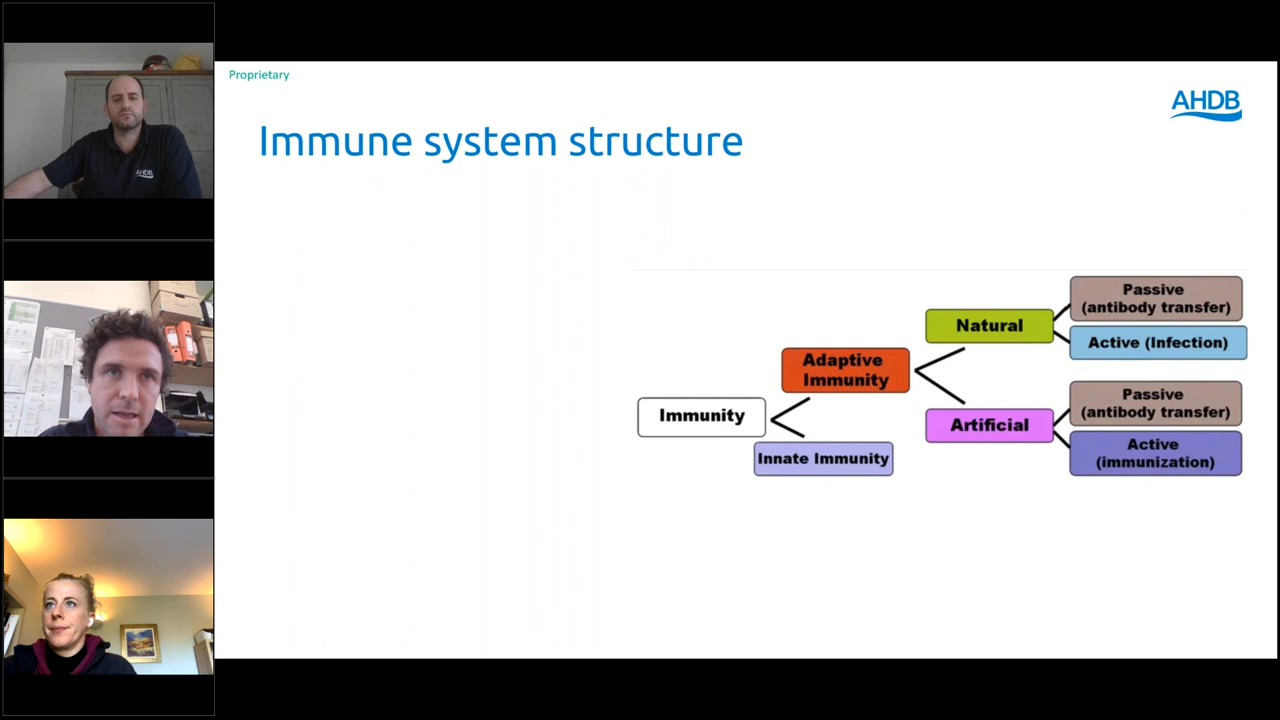 Proprietary
AHDB
Immune system structure
Passive
(antibody transfer)
Natural
Active (Infection)
Adaptive
Immunity
Passive
(antibody transfer)
Immunity
Artificial
Active
(immunization)
Innate Immunity
AHDB